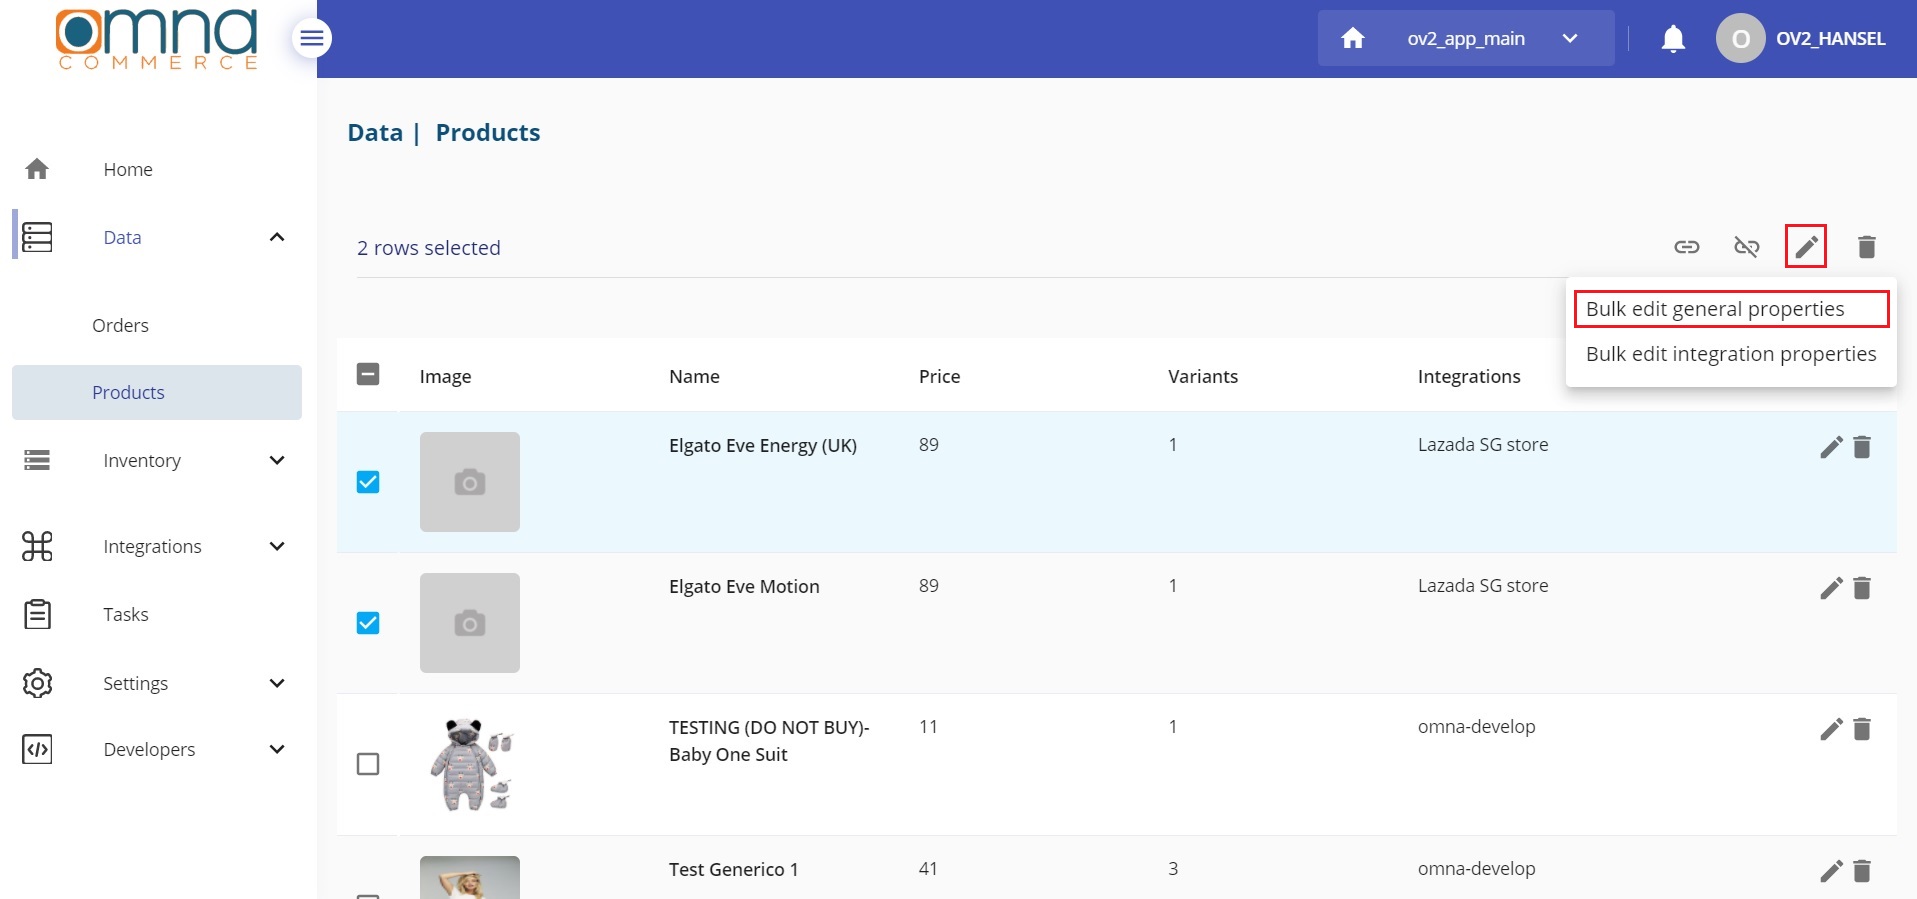 omna
COMMERCE
ov2_app_main
O
OV2_HANSEL
Data | Products
Home
Data
Orders
Products
Inventory
Integrations
Tasks
Settings
Developers
2 rows selected
Bulk edit general properties
Bulk edit integration properties
Image Name Price Variants Integrations
Elgato Eve Energy (UK) 89 1 Lazada SG store
Elgato Eve Motion 89 1 Lazada SG store
TESTING (DO NOT BUY)- 11 1 omna-develop
Baby One Suit
Test Generico 1 41 3 omna-develop